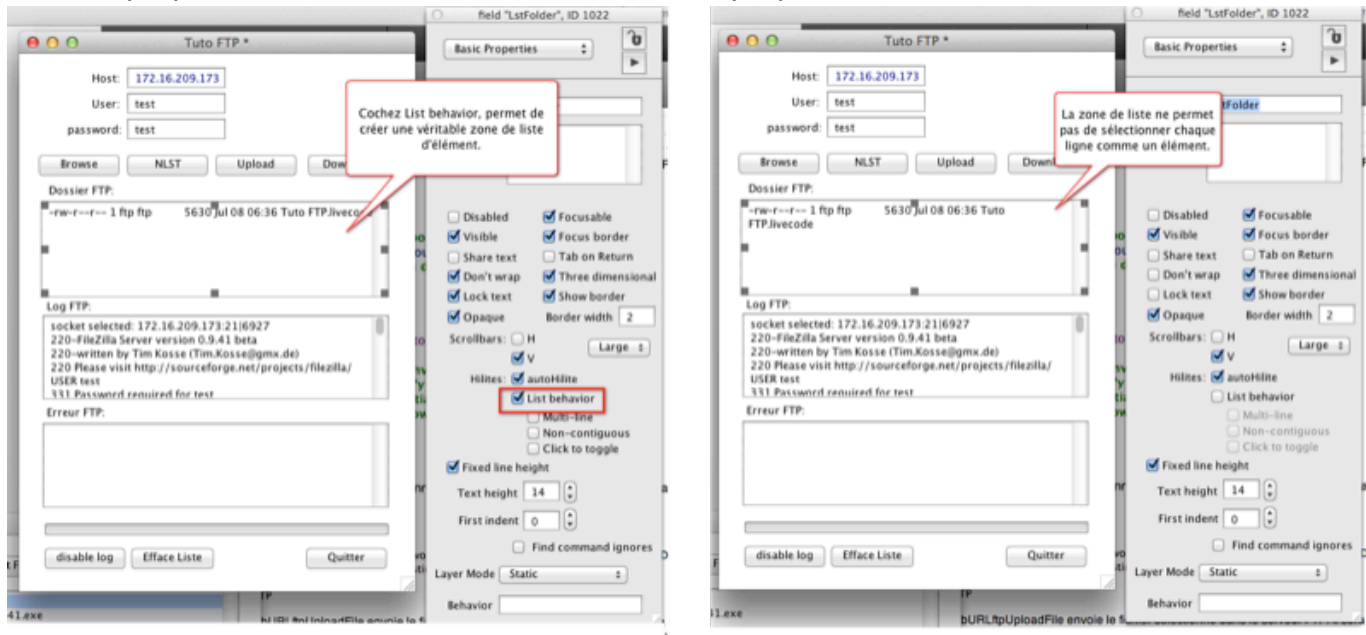 field "LstFolder", ID 1022
Tuto FTP *
Basic Properties
Host: 172.16.209.173
User: test
password: test
Cochez List behavior, permet de
créer une véritable zone de liste
d'élément.
Browse NLST Upload Dow
Dossier FTP:
-rw-r--r-- 1 ftp ftp 5630 Jul 08 06:36 Tuto FTP.livecode
Log FTP:
socket selected: 172.16.209.173:21|6927
220-FileZilla Server version 0.9.41 beta
220-written by Tim Kosse (Tim.Kosse@gmx.de)
220 Please visit http://sourceforge.net/projects/filezilla/
USER test
331 Password required for test
Erreur FTP:
disable log Efface Liste Quitter
Disabled Focusable
Visible Focus border
Share text Tab on Return
Don't wrap Three dimensional
Lock text Show border
Opaque Border width 2
Scrollbars: H
V Large
Hilites: autoHilite
List behavior
Multi-line
Non-contiguous
Click to toggle
Fixed line height
Text height 14
First indent 0
Find command ignores
Layer Mode Static
Behavior
41.exe
field "LstFolder", ID 1022
Tuto FTP *
Basic Properties
Host: 172.16.209.173
User: test
password: test
tFolder
La zone de liste ne permet
pas de sélectionner chaque
ligne comme un élément.
Browse NLST Upload Down
Dossier FTP:
-rw-r--r-- 1 ftp ftp 5630 Jul 08 06:36 Tuto
FTP.livecode
Log FTP:
socket selected: 172.16.209.173:21|6927
220-FileZilla Server version 0.9.41 beta
220-written by Tim Kosse (Tim.Kosse@gmx.de)
220 Please visit http://sourceforge.net/projects/filezilla/
USER test
331 Password required for test
Erreur FTP:
disable log Efface Liste Quitter
Disabled Focusable
Visible Focus border
Share text Tab on Return
Don't wrap Three dimensional
Lock text Show border
Opaque Border width 2
Scrollbars: H
V Large
Hilites: autoHilite
List behavior
Multi-line
Non-contiguous
Click to toggle
Fixed line height
Text height 14
First indent 0
Find command ignores
Layer Mode Static
Behavior
41.exe
bURLftpUploadFile envoie le